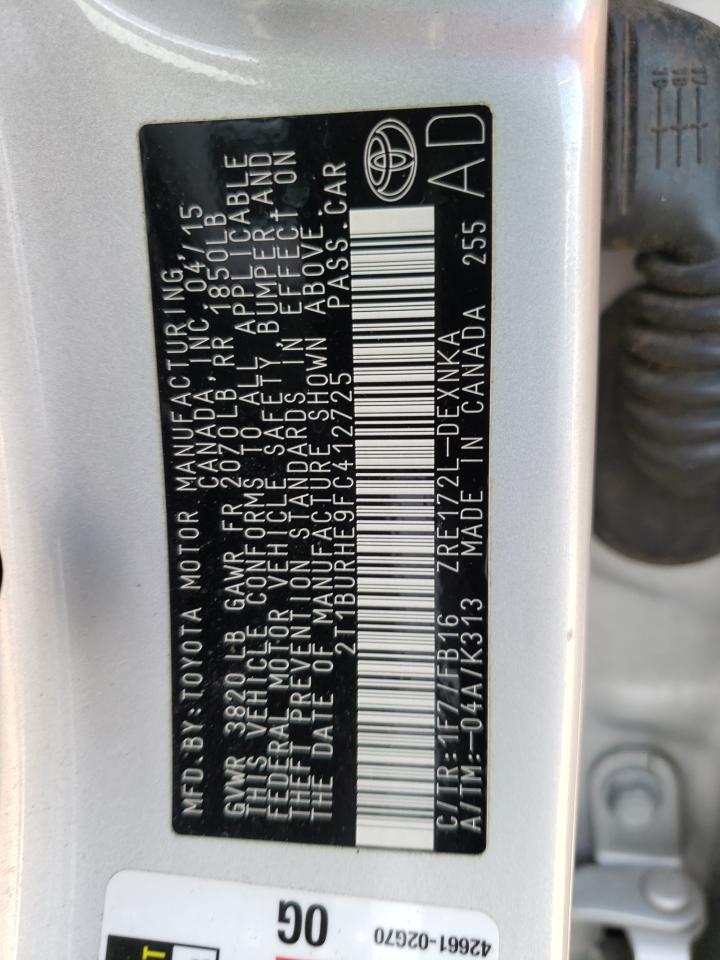 MFD.BY:TOYOTA MOTOR MANUFACTURING,
CANADA, INC. 04/15
GVWR 3820LB GAWR FR 2070LB RR 1850LB
THIS VEHICLE CONFORMS TO ALL APPLICABLE
FEDERAL MOTOR VEHICLE SAFETY, BUMPER, AND
THEFT PREVENTION STANDARDS IN EFFECT ON
THE DATE OF MANUFACTURE SHOWN ABOVE.
2T1BURHE9FC412725 PASS.CAR
C/TR:1F7/FB16 ZRE172L-DEXNKA
A/TM:-04A/K313 MADE IN CANADA 255
AD
0G
42661-02G70